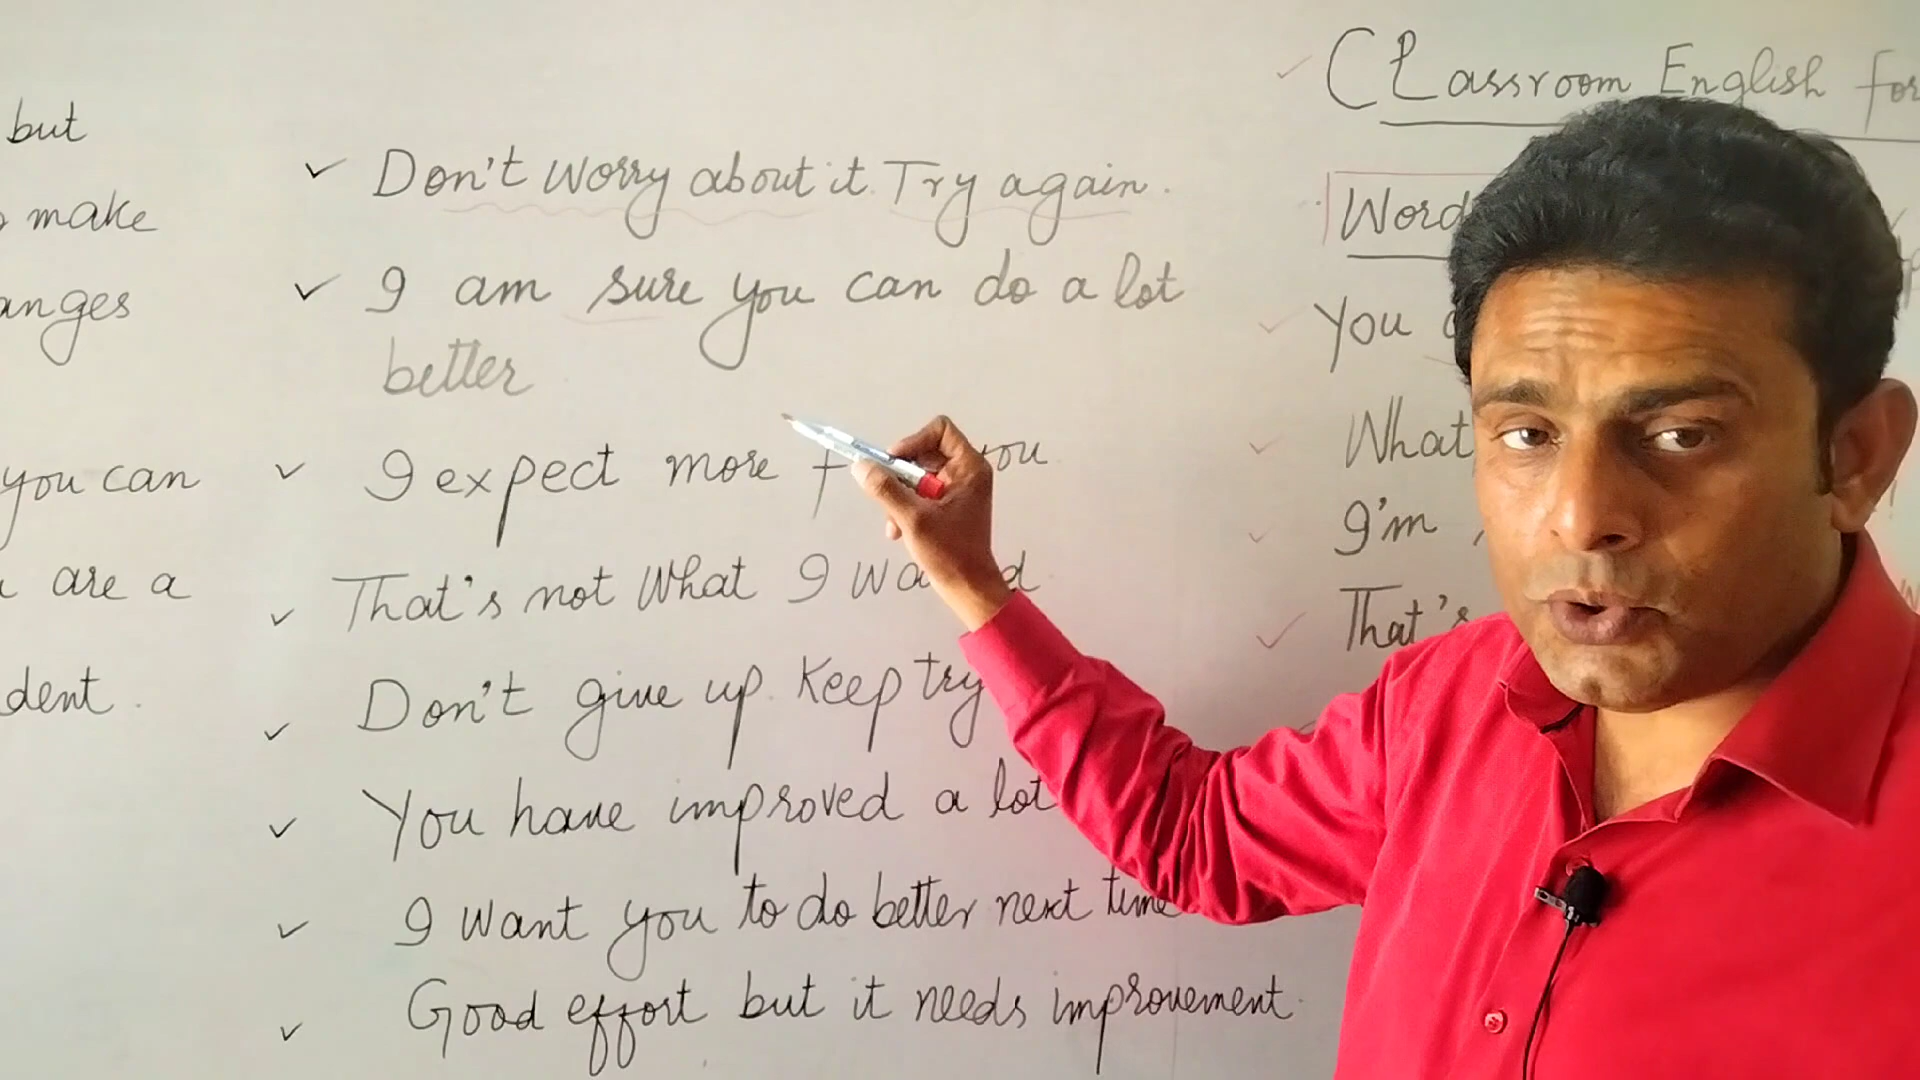 but
make
anges
you can
are a
dent.
Don't worry about it. Try again.
I am sure you can do a lot
better
I expect more you
That's not what I
Don't give up. Keep try
You have improved a lot
I want you to do better next time
Good effort but it needs improvement.
CLassroom English for
Word
You
What
I'm
That's